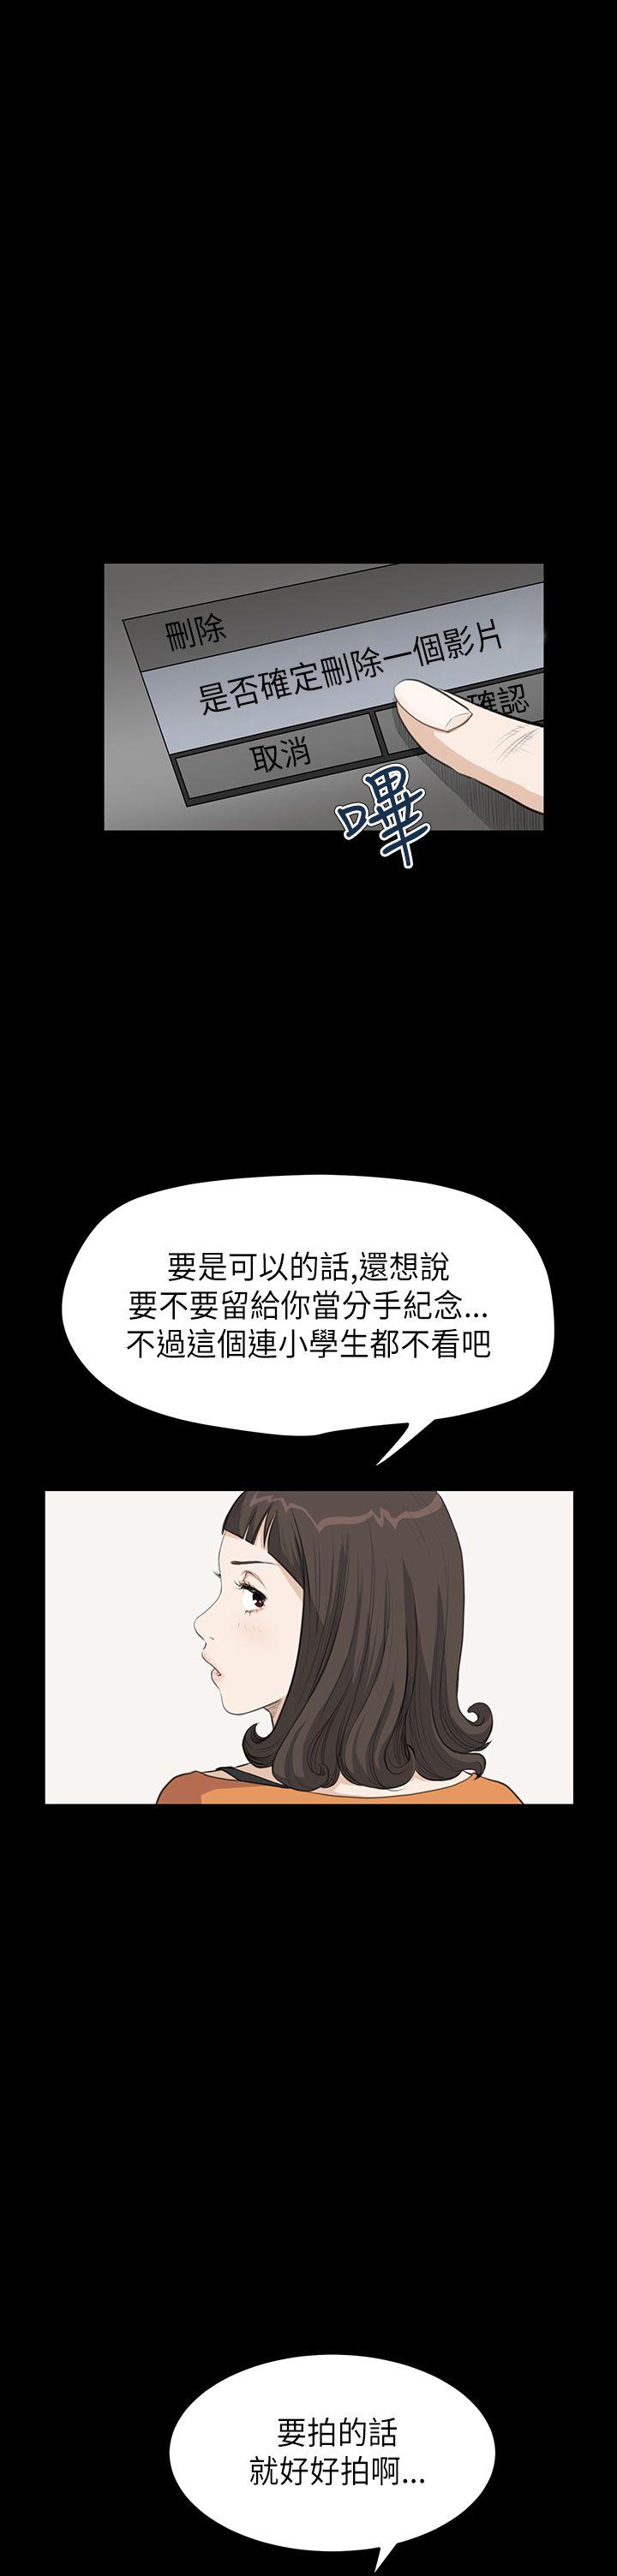 刪除
是否確定刪除一個影片
取消
確認
嗶
要是可以的話,還想說
要不要留給你當分手紀念...
不過這個連小學生都不看吧
要拍的話
就好好拍啊...